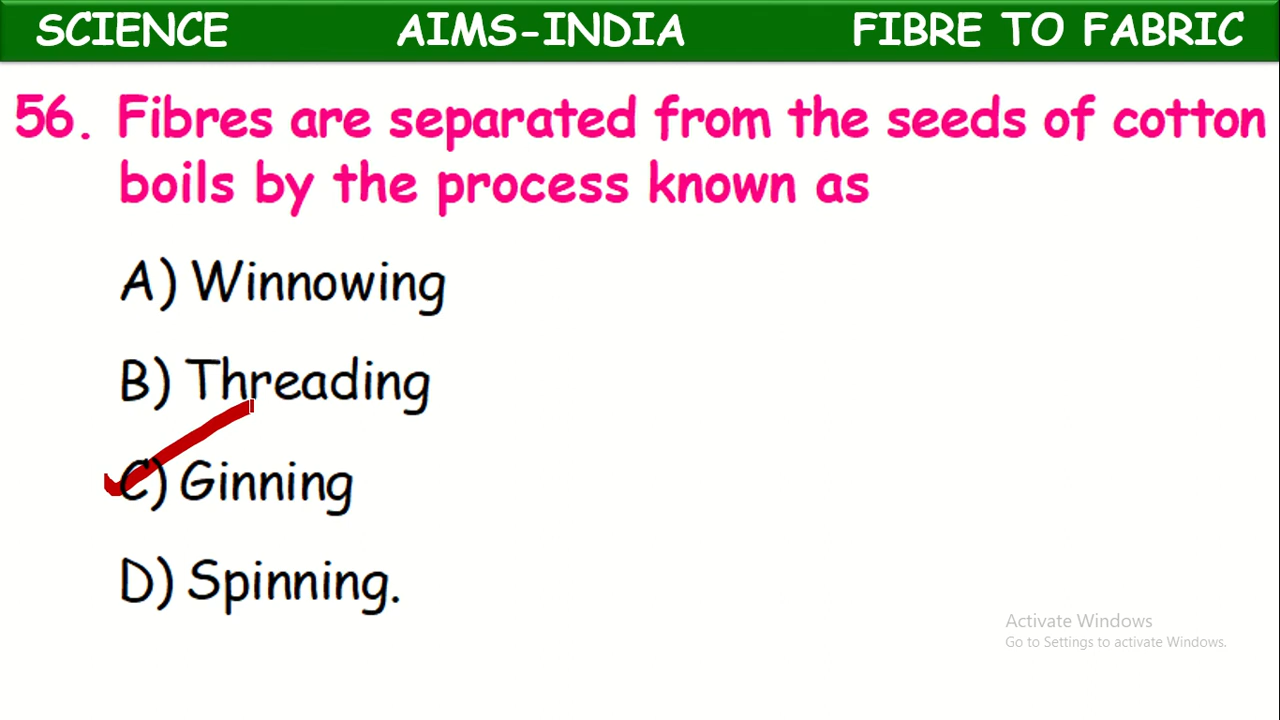 SCIENCE AIMS-INDIA FIBRE TO FABRIC
56. Fibres are separated from the seeds of cotton
boils by the process known as
A) Winnowing
B) Threading
C) Ginning
D) Spinning.
Activate Windows
Go to Settings to activate Windows.